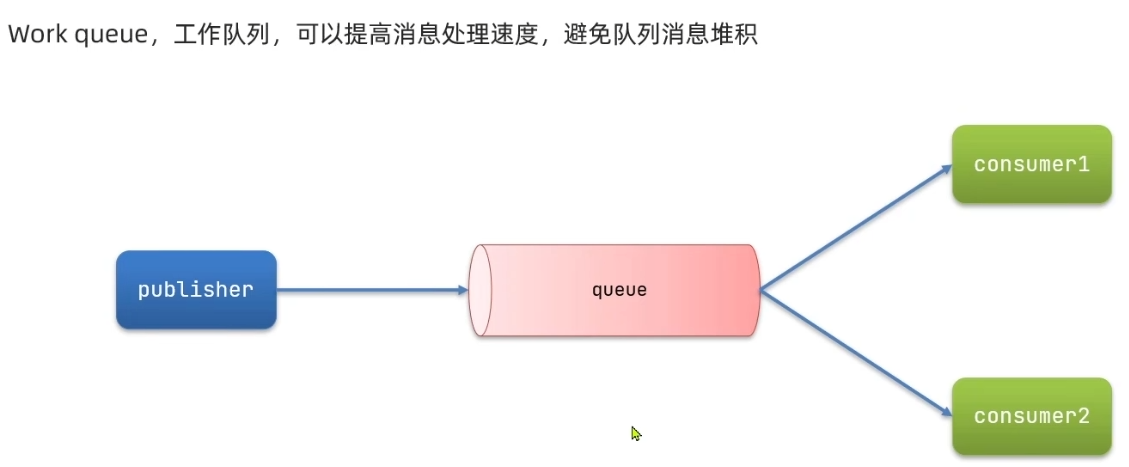 Work queue，工作队列，可以提高消息处理速度，避免队列消息堆积
consumer1
publisher
queue
consumer2